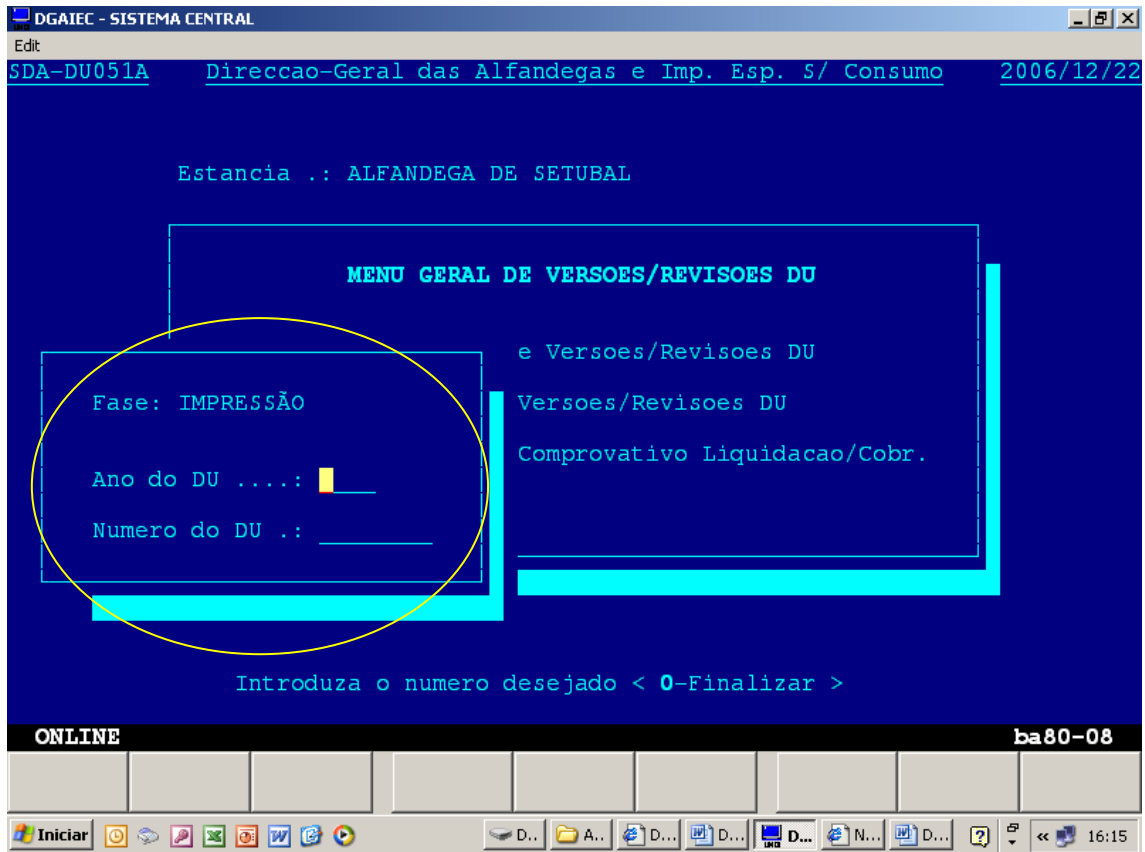 DGAIEC - SISTEMA CENTRAL
Edit
SDA-DU051A Direccao-Geral das Alfandegas e Imp. Esp. S/ Consumo 2006/12/22
Estancia .: ALFANDEGA DE SETUBAL
MENU GERAL DE VERSOES/REVISOES DU
e Versoes/Revisoes DU
Fase: IMPRESSÃO Versoes/Revisoes DU
Comprovativo Liquidacao/Cobr.
Ano do DU ....: ____
Numero do DU .: ________
Introduza o numero desejado < 0-Finalizar >
ONLINE ba80-08
Iniciar D.. A.. D... D... D... N... D... « 16:15